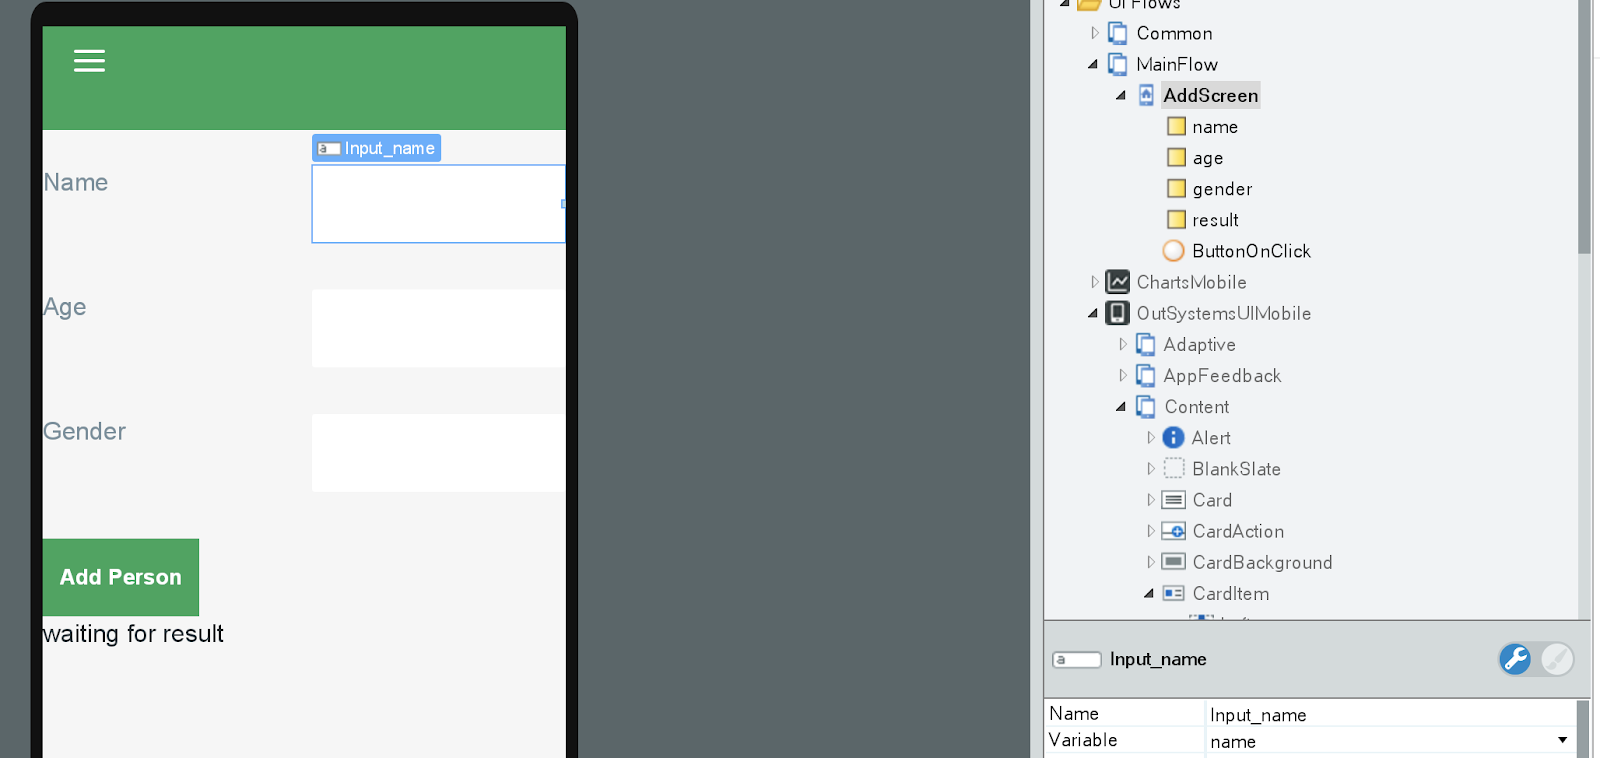 UI Flows
Common
MainFlow
AddScreen
name
age
gender
result
ButtonOnClick
ChartsMobile
OutSystemsUIMobile
Adaptive
AppFeedback
Content
Alert
BlankSlate
Card
CardAction
CardBackground
CardItem
a Input_name
Name
Age
Gender
Add Person
waiting for result
a Input_name
Name Input_name
Variable name